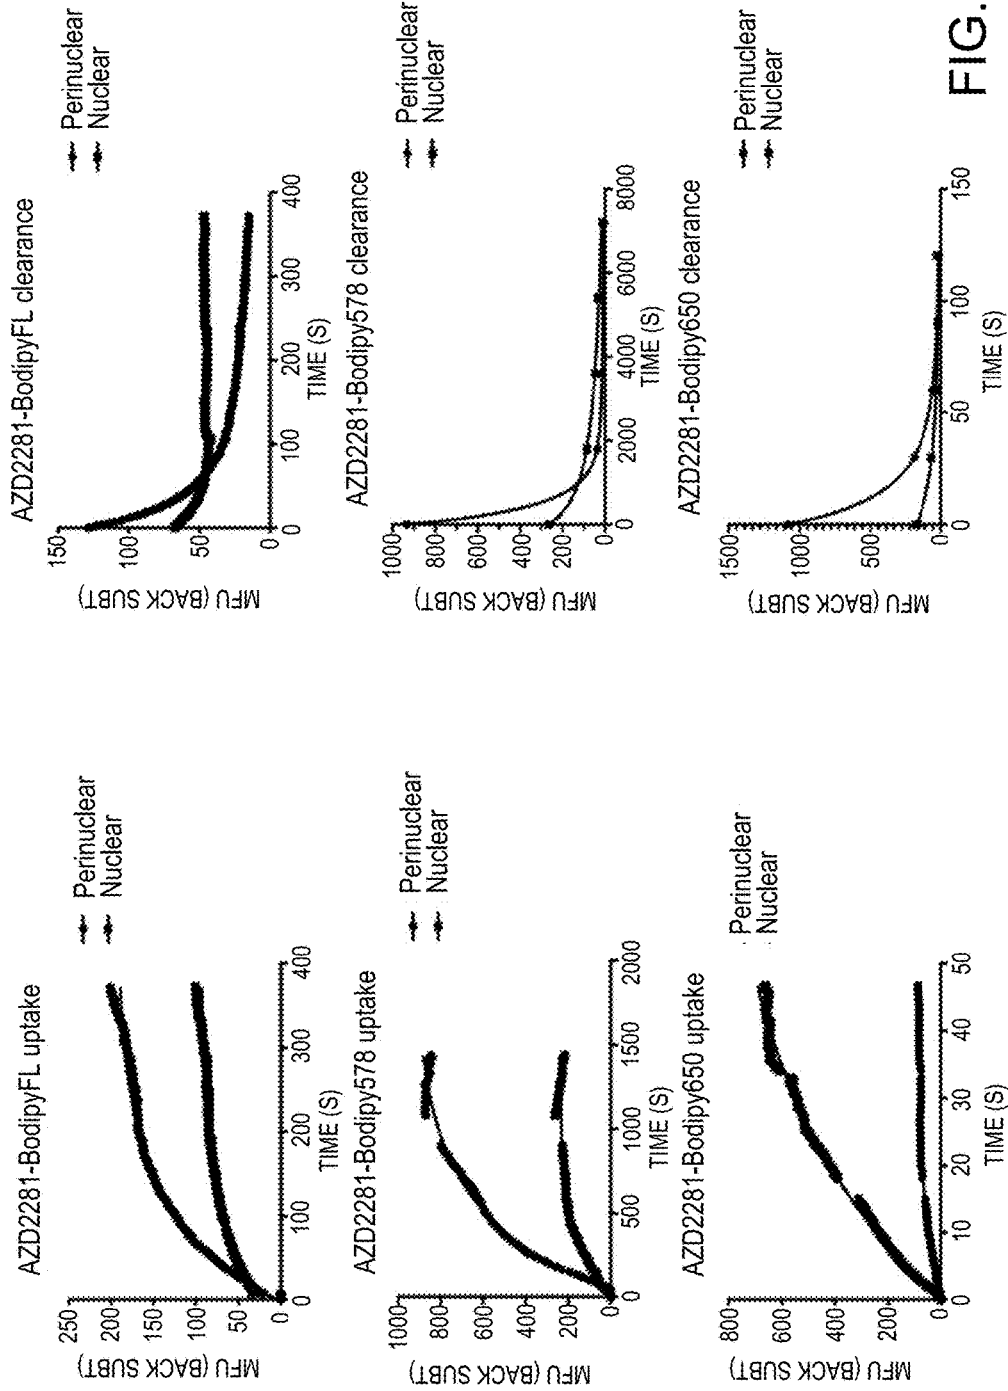 AZD2281-BodipyFL uptake
Perinuclear
Nuclear
MFU (BACK SUBT.)
250
200
150
100
50
0
0
100
200
300
400
TIME (S)
AZD2281-BodipyFL clearance
Perinuclear
Nuclear
MFU (BACK SUBT.)
150
100
50
0
0
100
200
300
400
TIME (S)
AZD2281-Bodipy578 uptake
Perinuclear
Nuclear
MFU (BACK SUBT.)
1000
800
600
400
200
0
0
500
1000
1500
2000
TIME (S)
AZD2281-Bodipy578 clearance
Perinuclear
Nuclear
MFU (BACK SUBT.)
1000
800
600
400
200
0
0
2000
4000
6000
8000
TIME (S)
AZD2281-Bodipy650 uptake
Perinuclear
Nuclear
MFU (BACK SUBT.)
800
600
400
200
0
0
10
20
30
40
50
TIME (S)
AZD2281-Bodipy650 clearance
Perinuclear
Nuclear
MFU (BACK SUBT.)
1500
1000
500
0
0
50
100
150
TIME (S)
FIG.